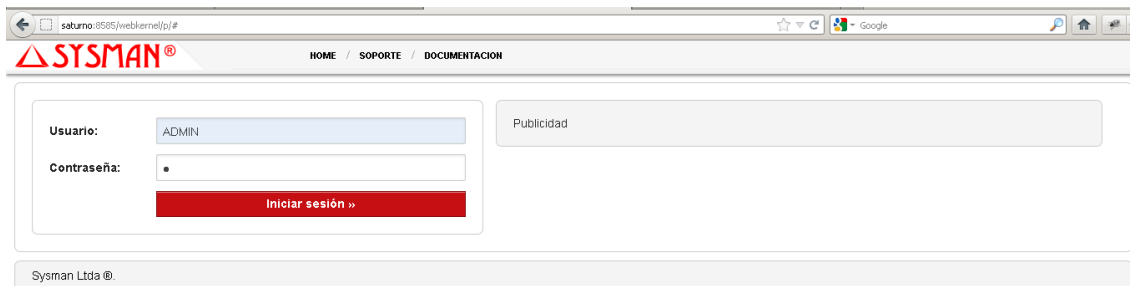 saturno:8585/webkernel/p/#
Google
SYSMAN®
HOME / SOPORTE / DOCUMENTACION
Usuario: ADMIN
Publicidad
Contraseña: •
Iniciar sesión »
Sysman Ltda ®.